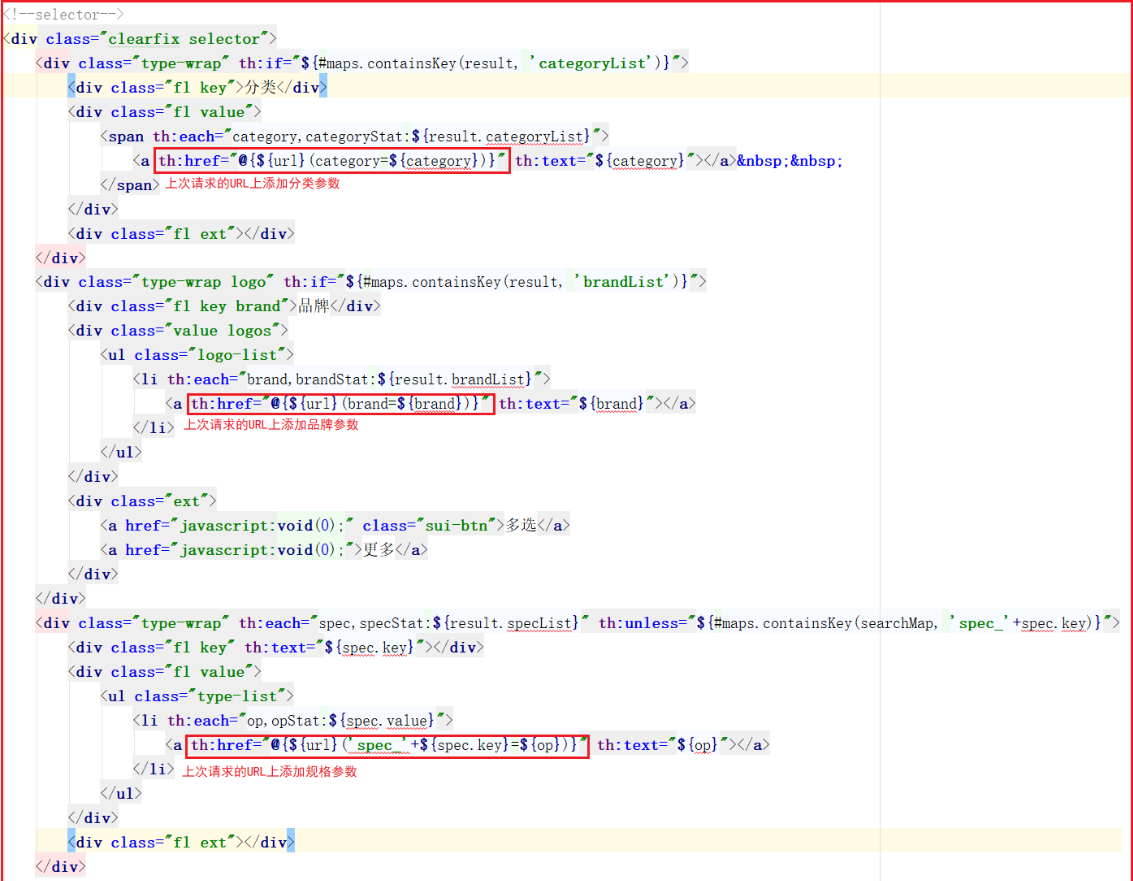 <!--selector-->
<div class="clearfix selector">
<div class="type-wrap" th:if="${#maps.containsKey(result, 'categoryList')}">
<div class="fl key">分类</div>
<div class="fl value">
<span th:each="category,categoryStat:${result.categoryList}">
<a th:href="@{${url}(category=${category})}" th:text="${category}"></a>&nbsp;&nbsp;
</span> 上次请求的URL上添加分类参数
</div>
<div class="fl ext"></div>
</div>
<div class="type-wrap logo" th:if="${#maps.containsKey(result, 'brandList')}">
<div class="fl key brand">品牌</div>
<div class="value logos">
<ul class="logo-list">
<li th:each="brand,brandStat:${result.brandList}">
<a th:href="@{${url}(brand=${brand})}" th:text="${brand}"></a>
</li> 上次请求的URL上添加品牌参数
</ul>
</div>
<div class="ext">
<a href="javascript:void(0);" class="sui-btn">多选</a>
<a href="javascript:void(0);">更多</a>
</div>
</div>
<div class="type-wrap" th:each="spec,specStat:${result.specList}" th:unless="${#maps.containsKey(searchMap, 'spec_'+spec.key)}">
<div class="fl key" th:text="${spec.key}"></div>
<div class="fl value">
<ul class="type-list">
<li th:each="op,opStat:${spec.value}">
<a th:href="@{${url}('spec_'+${spec.key}=${op})}" th:text="${op}"></a>
</li> 上次请求的URL上添加规格参数
</ul>
</div>
<div class="fl ext"></div>
</div>